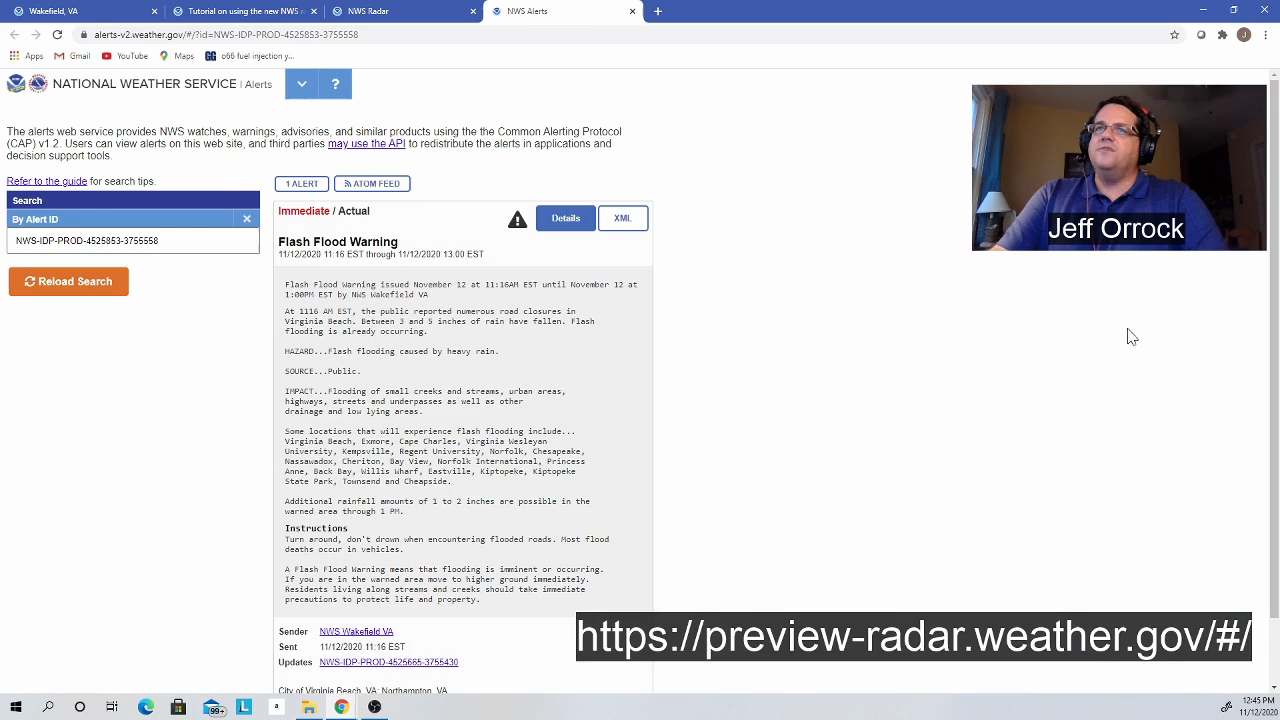 Wakefield, VA
Tutorial on using the new NWS r
NWS Radar
NWS Alerts
alerts-v2.weather.gov/#/?id=NWS-IDP-PROD-4525853-3755558
J
Apps
Gmail
YouTube
Maps
o66 fuel injection y...
NATIONAL WEATHER SERVICE | Alerts
?
The alerts web service provides NWS watches, warnings, advisories, and similar products using the the Common Alerting Protocol
(CAP) v1.2. Users can view alerts on this web site, and third parties may use the API to redistribute the alerts in applications and
decision support tools.
Refer to the guide for search tips.
Search
By Alert ID
NWS-IDP-PROD-4525853-3755558
Reload Search
1 ALERT
ATOM FEED
Immediate / Actual
Details
XML
Flash Flood Warning
11/12/2020 11:16 EST through 11/12/2020 13:00 EST
Flash Flood Warning issued November 12 at 11:16AM EST until November 12 at
1:00PM EST by NWS Wakefield VA
At 1116 AM EST, the public reported numerous road closures in
Virginia Beach. Between 3 and 5 inches of rain have fallen. Flash
flooding is already occurring.
HAZARD...Flash flooding caused by heavy rain.
SOURCE...Public.
IMPACT...Flooding of small creeks and streams, urban areas,
highways, streets and underpasses as well as other
drainage and low lying areas.
Some locations that will experience flash flooding include...
Virginia Beach, Exmore, Cape Charles, Virginia Wesleyan
University, Kempsville, Regent University, Norfolk, Chesapeake,
Nassawadox, Cheriton, Bay View, Norfolk International, Princess
Anne, Back Bay, Willis Wharf, Eastville, Kiptopeke, Kiptopeke
State Park, Townsend and Cheapside.
Additional rainfall amounts of 1 to 2 inches are possible in the
warned area through 1 PM.
Instructions
Turn around, don't drown when encountering flooded roads. Most flood
deaths occur in vehicles.
A Flash Flood Warning means that flooding is imminent or occurring.
If you are in the warned area move to higher ground immediately.
Residents living along streams and creeks should take immediate
precautions to protect life and property.
Sender NWS Wakefield VA
Sent 11/12/2020 11:16 EST
Updates NWS-IDP-PROD-4525665-3755430
City of Virginia Beach, VA; Northampton, VA
Jeff Orrock
https://preview-radar.weather.gov/#/
99+
L
a
12:45 PM
11/12/2020